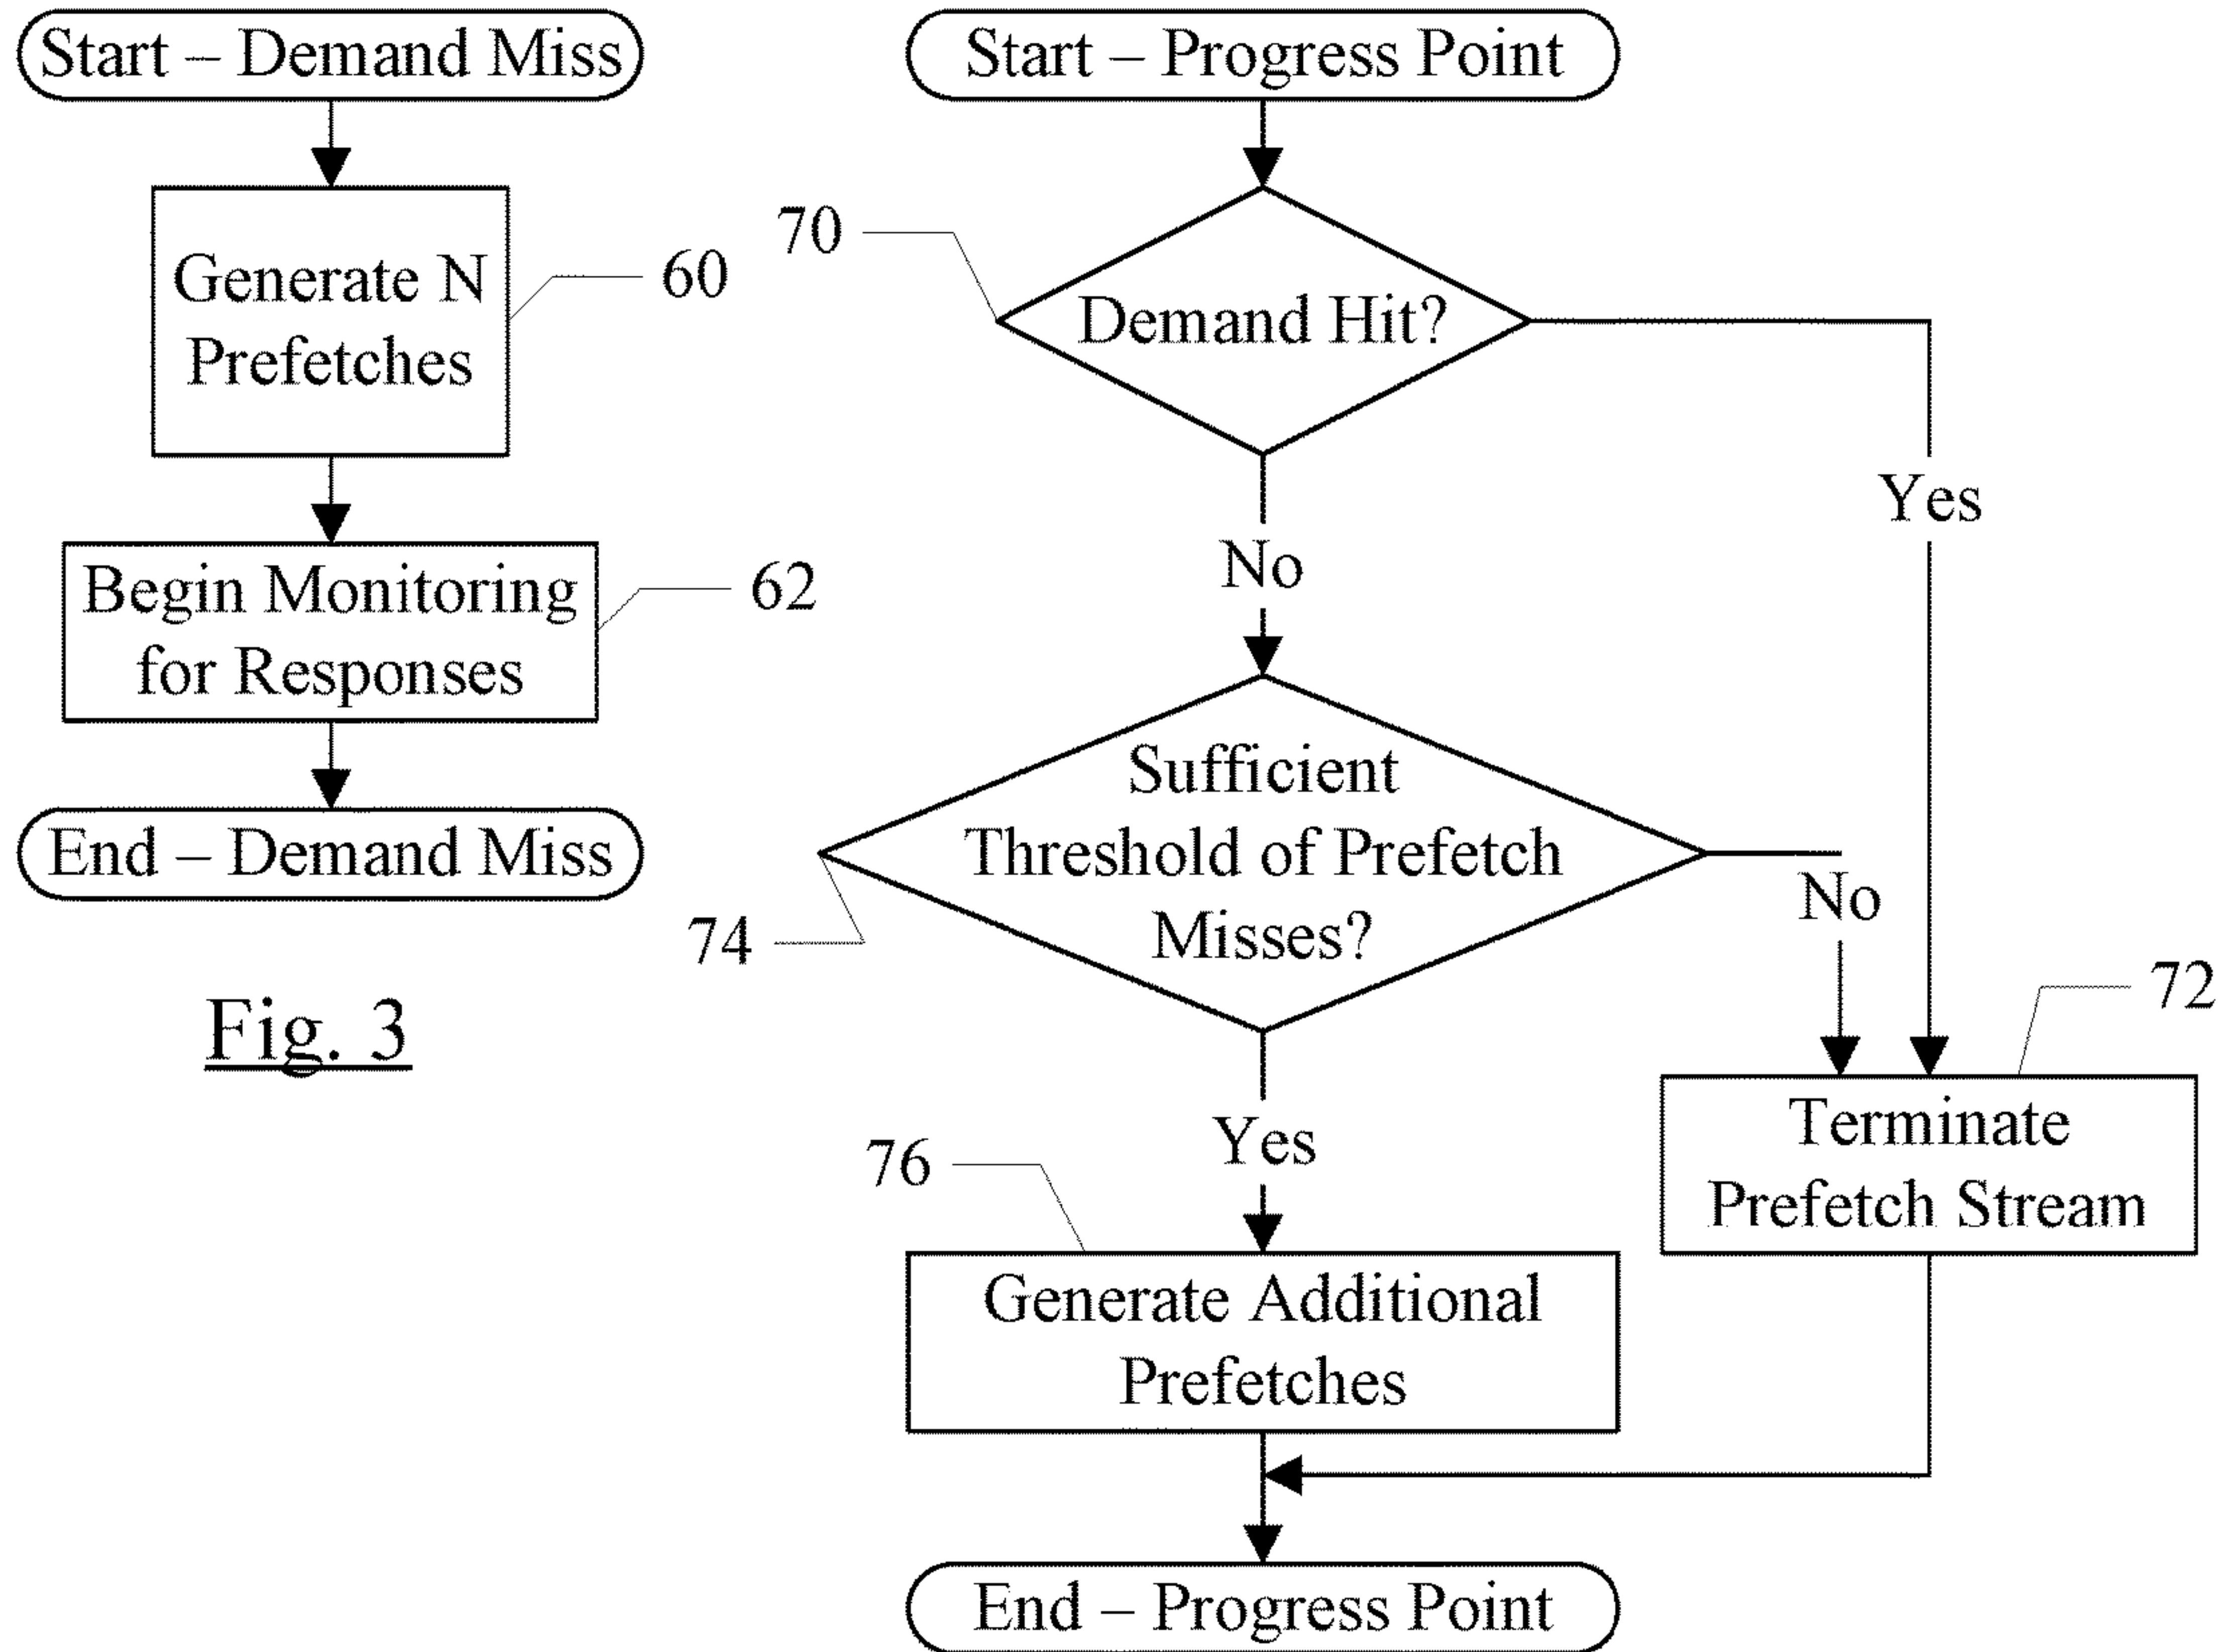 Start – Demand Miss
Generate N
Prefetches
60
Begin Monitoring
for Responses
62
End – Demand Miss
Fig. 3
Start – Progress Point
70
Demand Hit?
Yes
No
Sufficient
Threshold of Prefetch
Misses?
74
No
72
Terminate
Prefetch Stream
Yes
76
Generate Additional
Prefetches
End – Progress Point